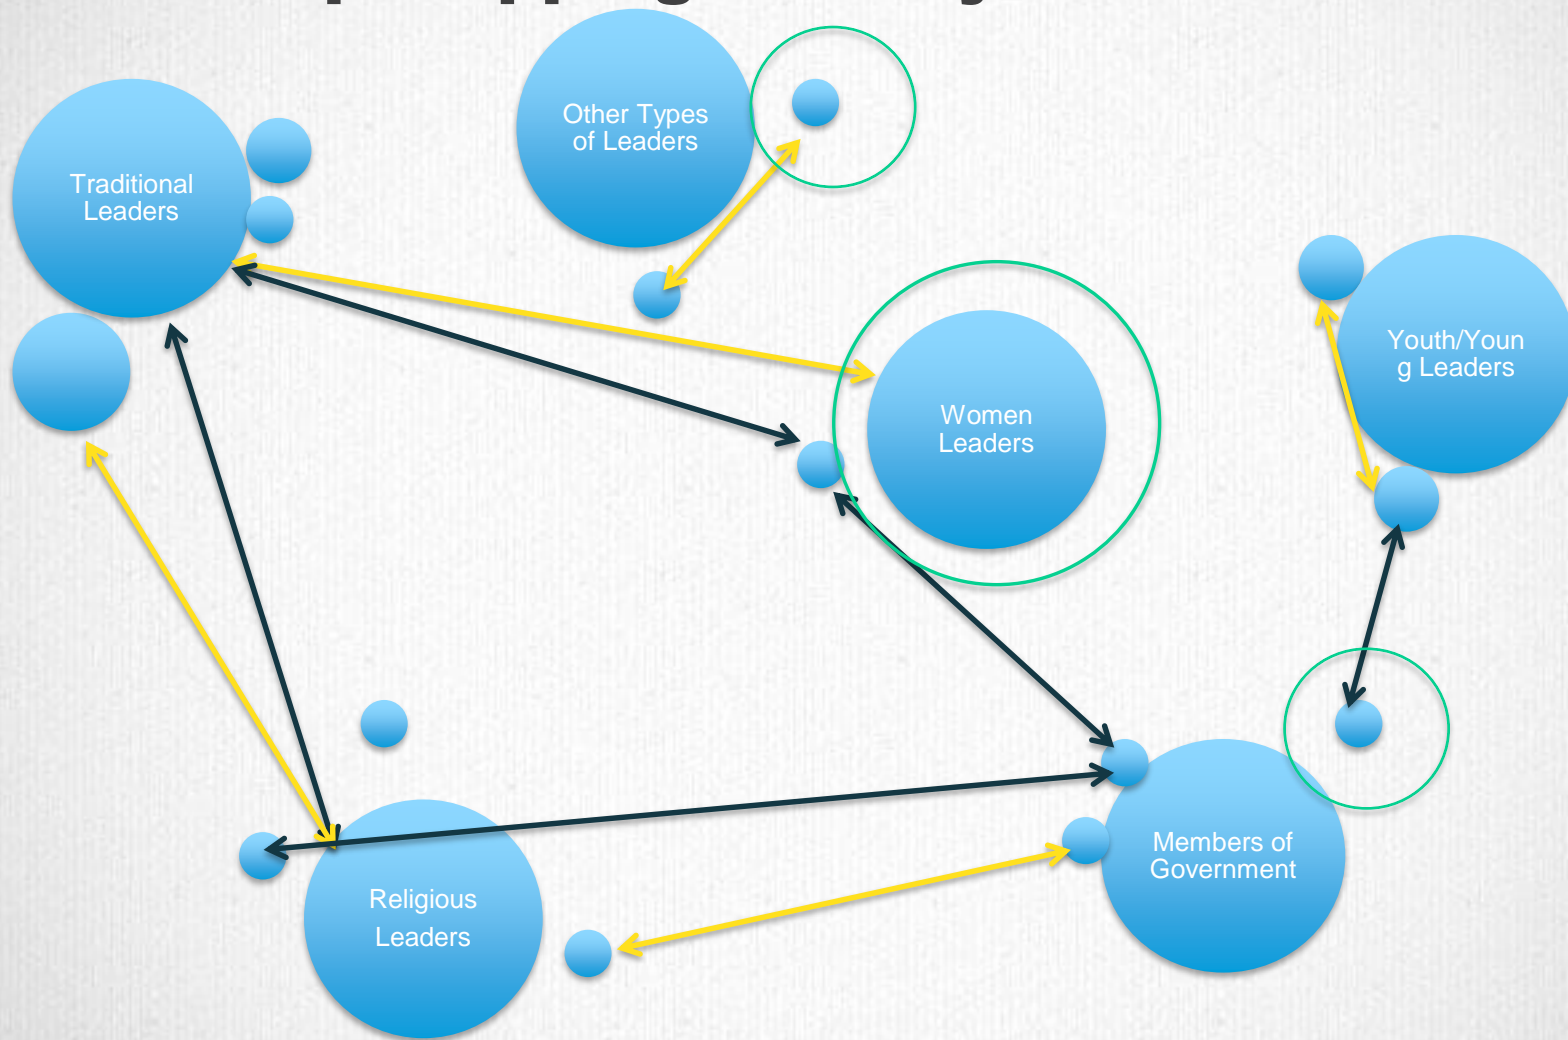 Other Types
of Leaders
Traditional
Leaders
Youth/Youn
g Leaders
Women
Leaders
Members of
Government
Religious
Leaders